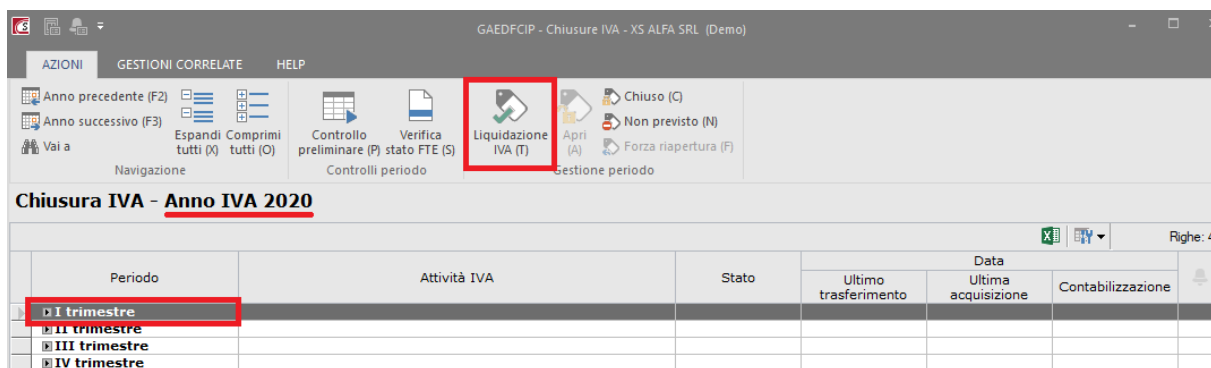 GAEDFCIP - Chiusure IVA - XS ALFA SRL (Demo)
AZIONI GESTIONI CORRELATE HELP
Anno precedente (F2)
Anno successivo (F3)
Vai a
Espandi tutti (X)
Comprimi tutti (O)
Navigazione
Controllo preliminare (P)
Verifica stato FTE (S)
Controlli periodo
Liquidazione IVA (T)
Apri (A)
Chiuso (C)
Non previsto (N)
Forza riapertura (F)
Gestione periodo
Chiusura IVA - Anno IVA 2020
Righe: 4
Periodo Attività IVA Stato Data
Ultimo trasferimento Ultima acquisizione Contabilizzazione
I trimestre
II trimestre
III trimestre
IV trimestre